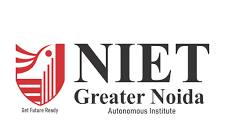 NIET
Greater Noida
Get Future Ready
Autonomous Institute